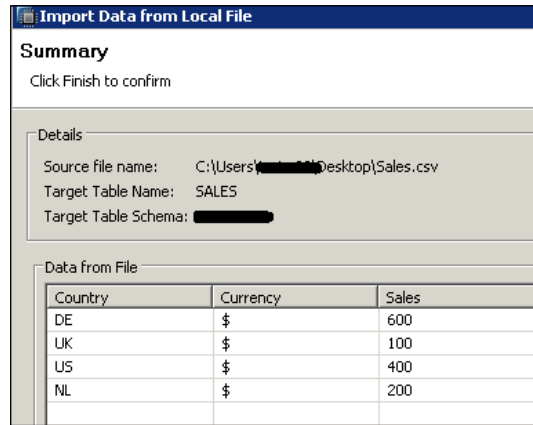 Import Data from Local File
Summary
Click Finish to confirm
Details
Source file name: C:\Users\ Desktop\Sales.csv
Target Table Name: SALES
Target Table Schema:
Data from File
Country Currency Sales
DE $ 600
UK $ 100
US $ 400
NL $ 200